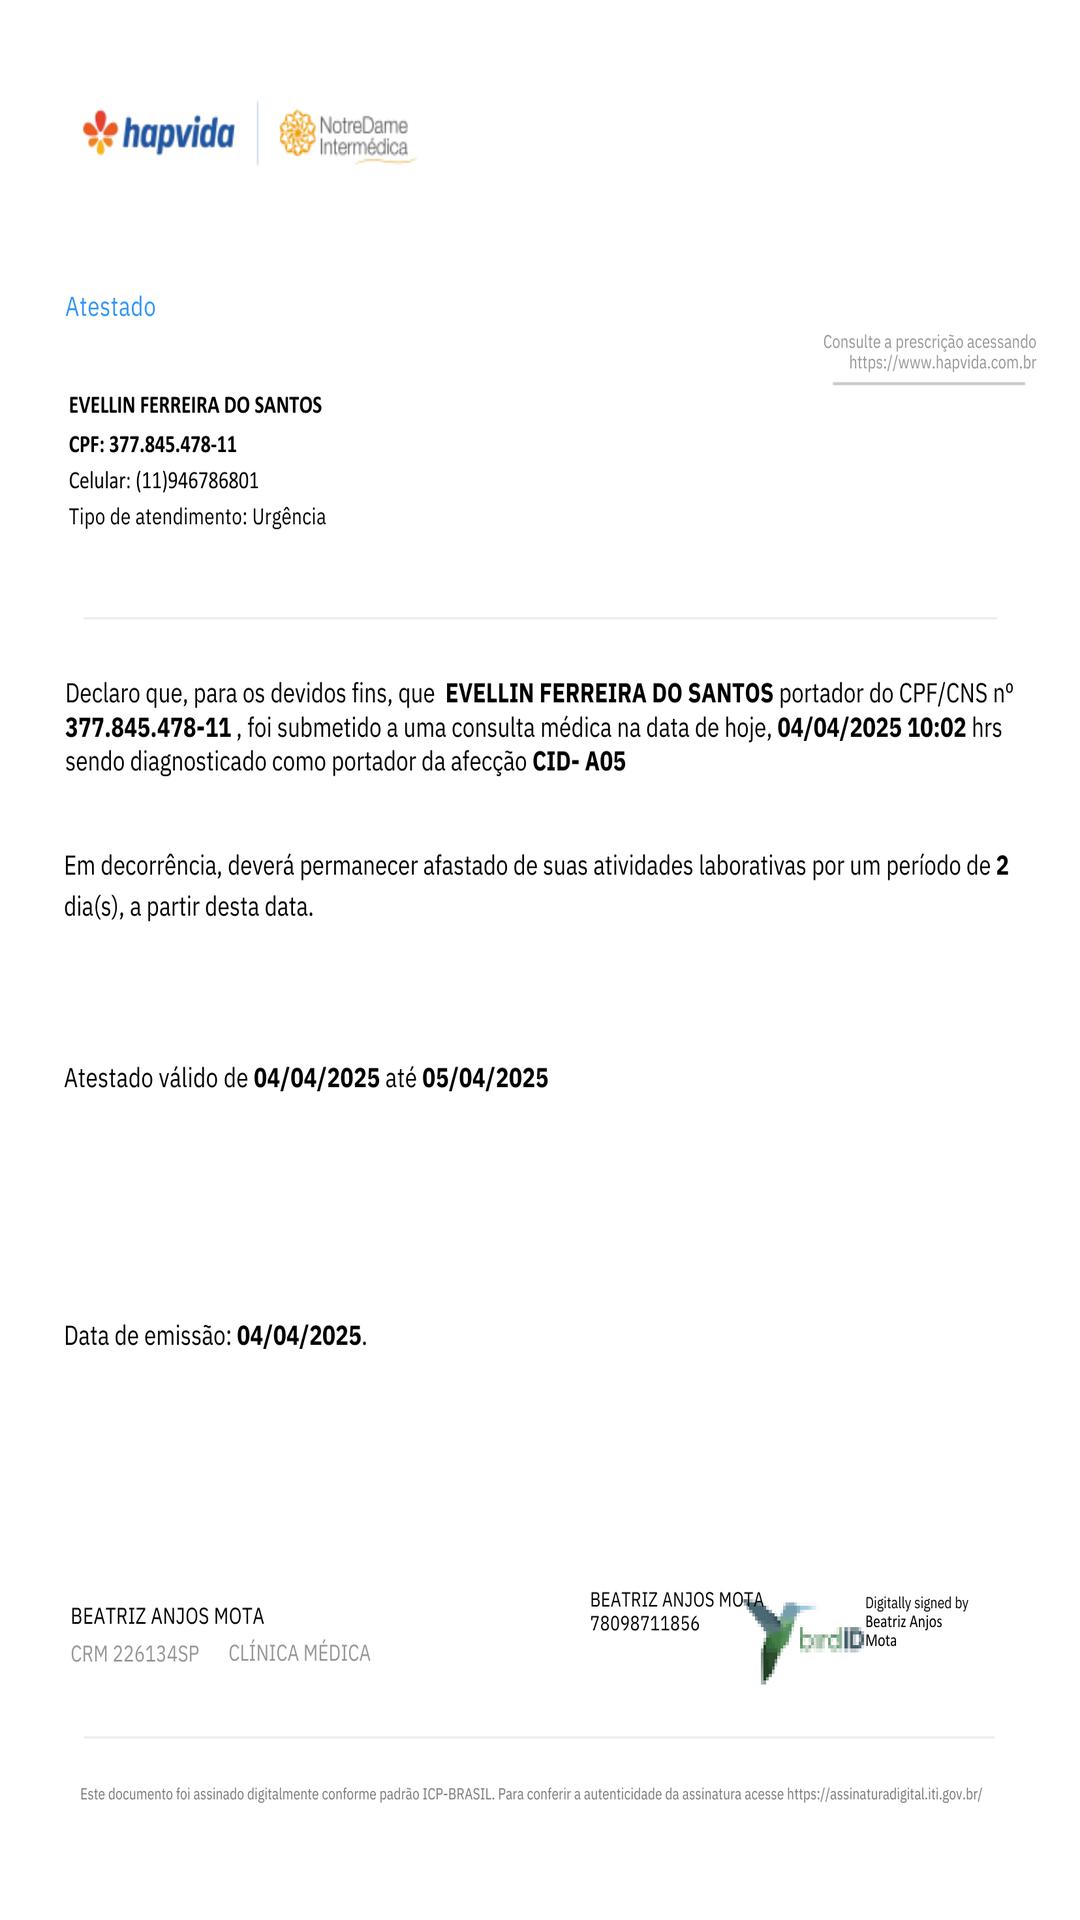 hapvida
NotreDame
Intermédica
Atestado
Consulte a prescrição acessando
https://www.hapvida.com.br
EVELLIN FERREIRA DO SANTOS
CPF: 377.845.478-11
Celular: (11)946786801
Tipo de atendimento: Urgência
Declaro que, para os devidos fins, que EVELLIN FERREIRA DO SANTOS portador do CPF/CNS nº
377.845.478-11 , foi submetido a uma consulta médica na data de hoje, 04/04/2025 10:02 hrs
sendo diagnosticado como portador da afecção CID- A05
Em decorrência, deverá permanecer afastado de suas atividades laborativas por um período de 2
dia(s), a partir desta data.
Atestado válido de 04/04/2025 até 05/04/2025
Data de emissão: 04/04/2025.
BEATRIZ ANJOS MOTA
CRM 226134SP CLÍNICA MÉDICA
BEATRIZ ANJOS MOTA
78098711856
birdID
Digitally signed by
Beatriz Anjos
Mota
Este documento foi assinado digitalmente conforme padrão ICP-BRASIL. Para conferir a autenticidade da assinatura acesse https://assinaturadigital.iti.gov.br/